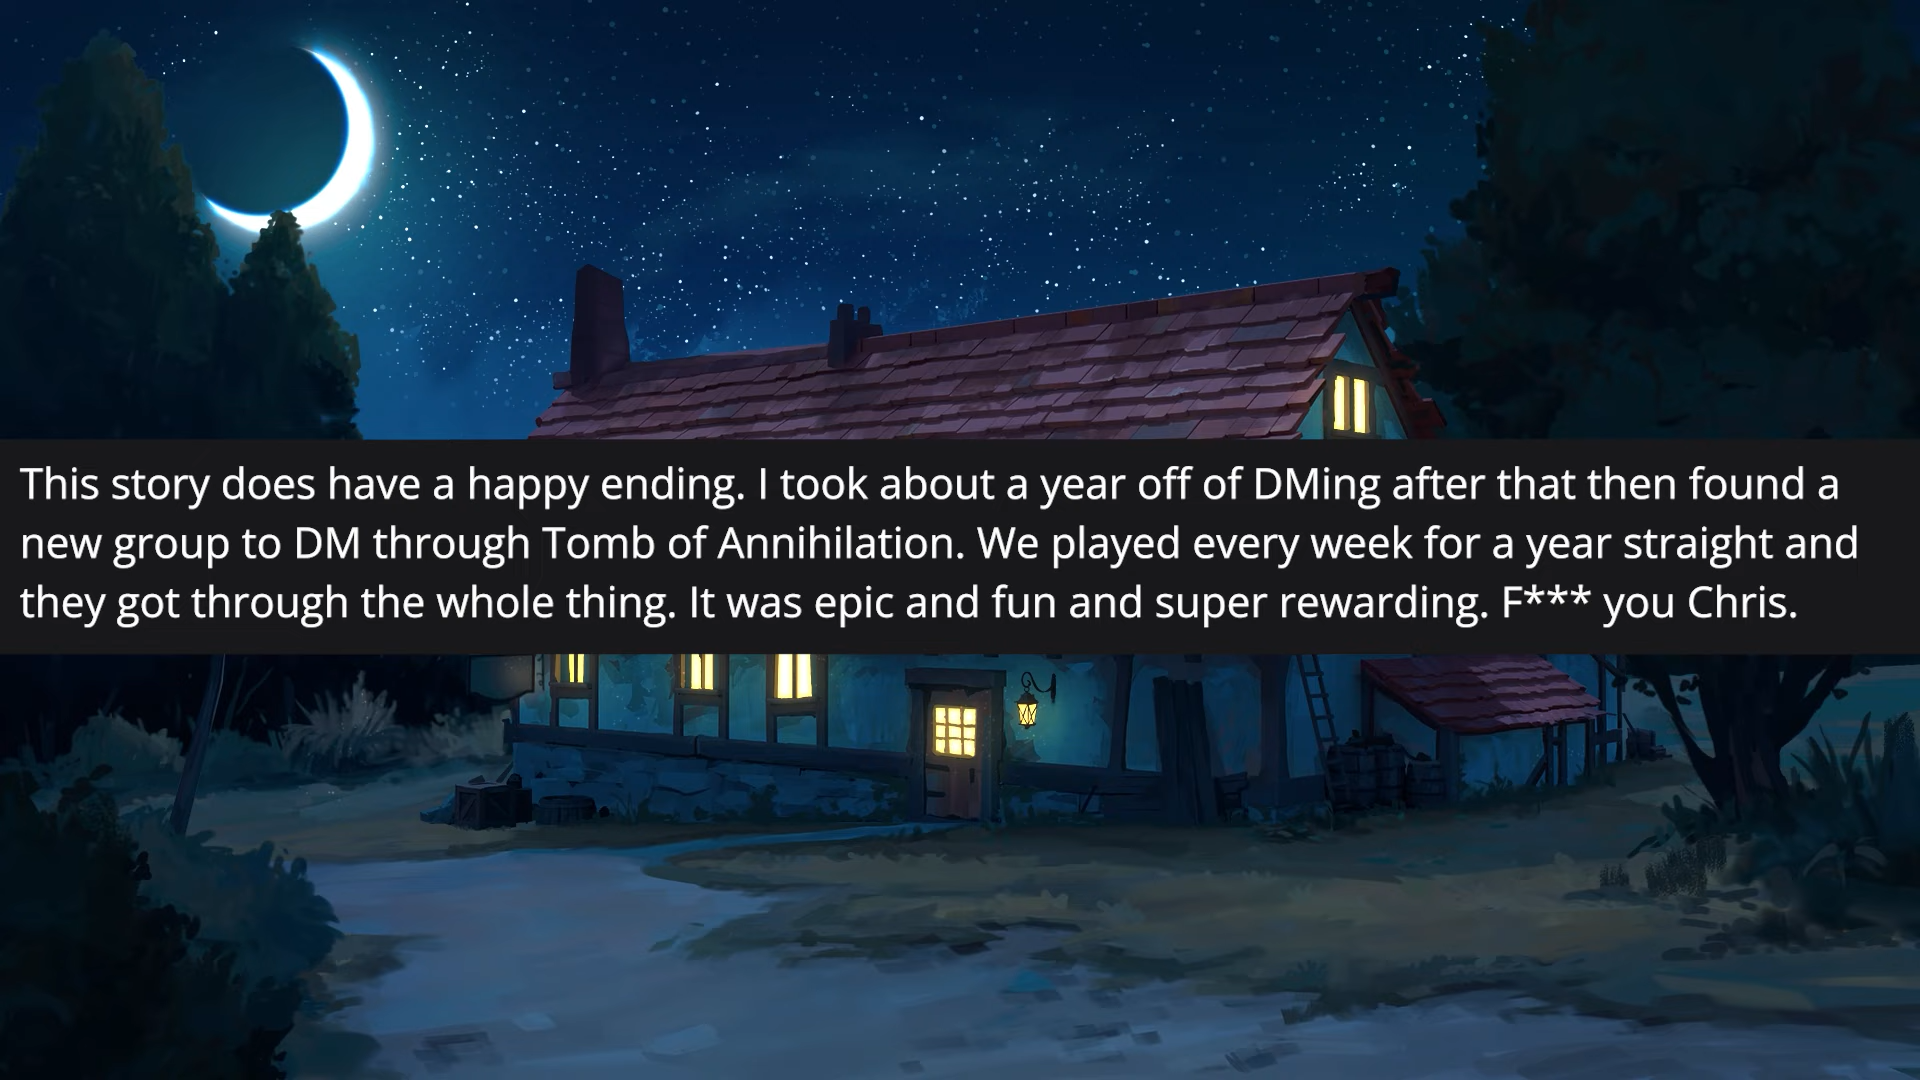 This story does have a happy ending. I took about a year off of DMing after that then found a
new group to DM through Tomb of Annihilation. We played every week for a year straight and
they got through the whole thing. It was epic and fun and super rewarding. F*** you Chris.